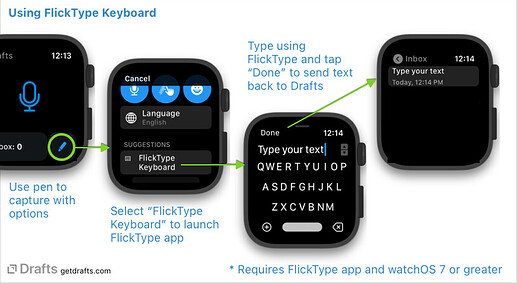 Using FlickType Keyboard
Drafts
12:13
box: 0
Use pen to
capture with
options
Cancel
Language
English
SUGGESTIONS
FlickType
Keyboard
Select “FlickType
Keyboard” to launch
FlickType app
Type using
FlickType and tap
“Done” to send text
back to Drafts
Done 12:14
Type your text
Q W E R T Y U I O P
A S D F G H J K L
Z X C V B N M
Inbox 12:14
Type your text
Today, 12:14 PM
Drafts getdrafts.com
* Requires FlickType app and watchOS 7 or greater